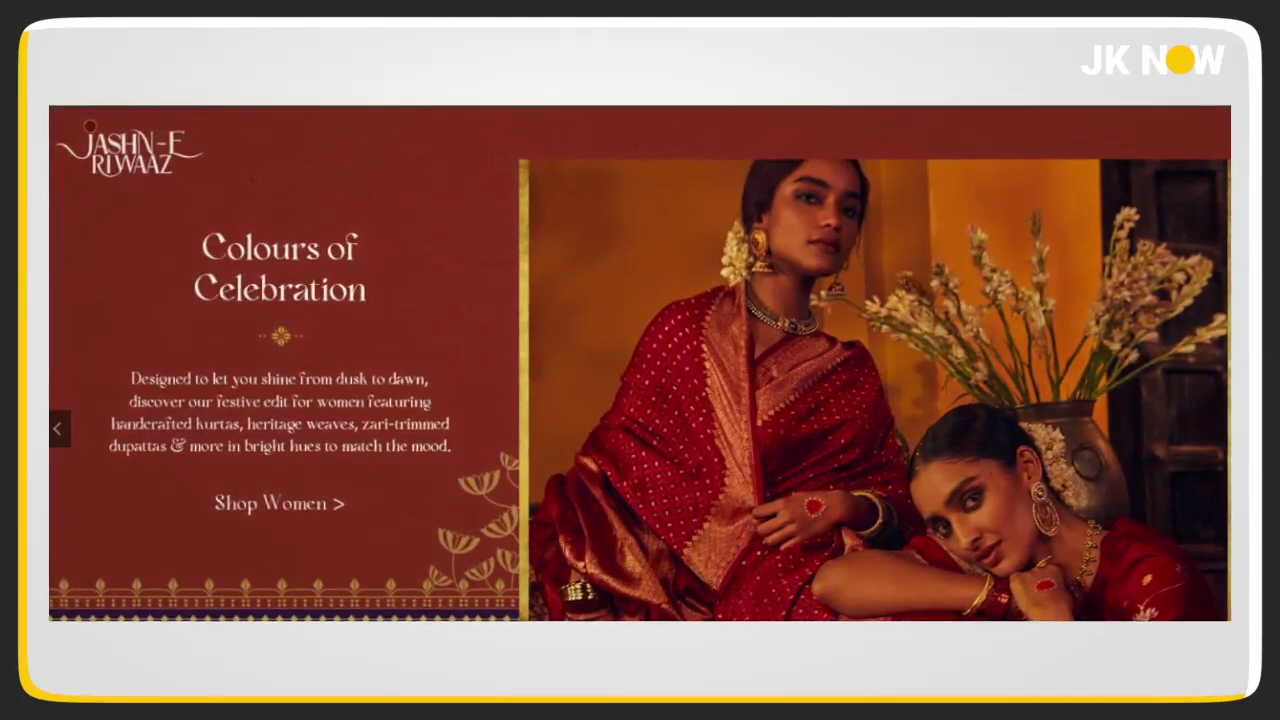 JK NOW
JASHN-E
RIWAAZ
Colours of
Celebration
Designed to let you shine from dusk to dawn,
discover our festive edit for women featuring
handcrafted kurtas, heritage weaves, zari-trimmed
dupattas & more in bright hues to match the mood.
Shop Women >